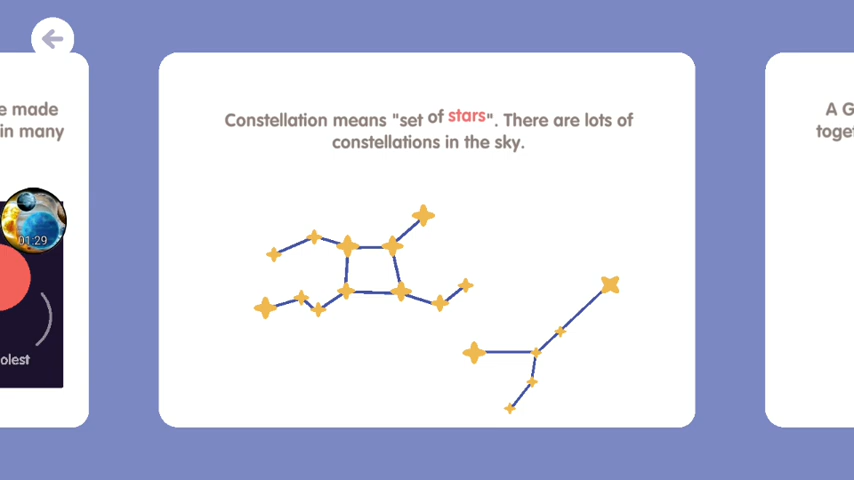 e made
in many
01:29
olest
Constellation means "set of stars". There are lots of
constellations in the sky.
A G
toget